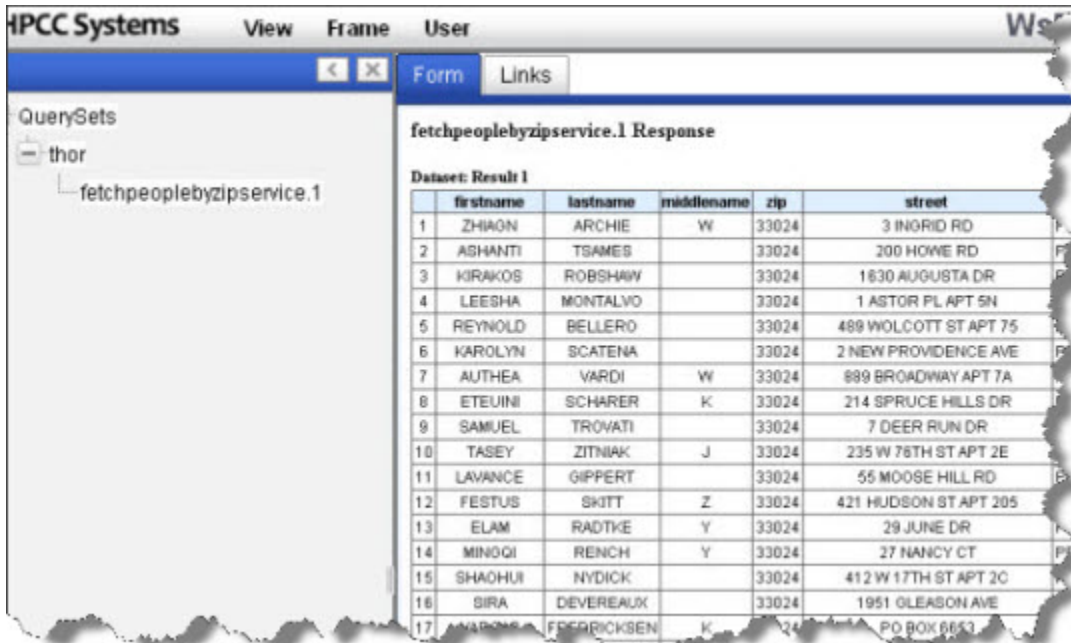 HPCC Systems View Frame User
Form Links
QuerySets
thor
fetchpeoplebyzipservice.1
fetchpeoplebyzipservice.1 Response
Dataset: Result 1
firstname lastname middlename zip street
1 ZHIAGN ARCHIE W 33024 3 INGRID RD
2 ASHANTI TSAMES 33024 200 HOWE RD
3 KIRAKOS ROBSHAW 33024 1630 AUGUSTA DR
4 LEESHA MONTALVO 33024 1 ASTOR PL APT 5N
5 REYNOLD BELLERO 33024 489 WOLCOTT ST APT 75
6 KAROLYN SCATENA 33024 2 NEW PROVIDENCE AVE
7 AUTHEA VARDI W 33024 889 BROADWAY APT 7A
8 ETEUINI SCHARER K 33024 214 SPRUCE HILLS DR
9 SAMUEL TROVATI 33024 7 DEER RUN DR
10 TASEY ZITNIAK J 33024 235 W 76TH ST APT 2E
11 LAVANCE GIPPERT 33024 55 MOOSE HILL RD
12 FESTUS SKITT Z 33024 421 HUDSON ST APT 205
13 ELAM RADTKE Y 33024 29 JUNE DR
14 MINGQI RENCH Y 33024 27 NANCY CT
15 SHAOHUI NYDICK 33024 412 W 17TH ST APT 2C
16 SIRA DEVEREAUX 33024 1951 GLEASON AVE
17 FREDRICKSEN K PO BOX 6653